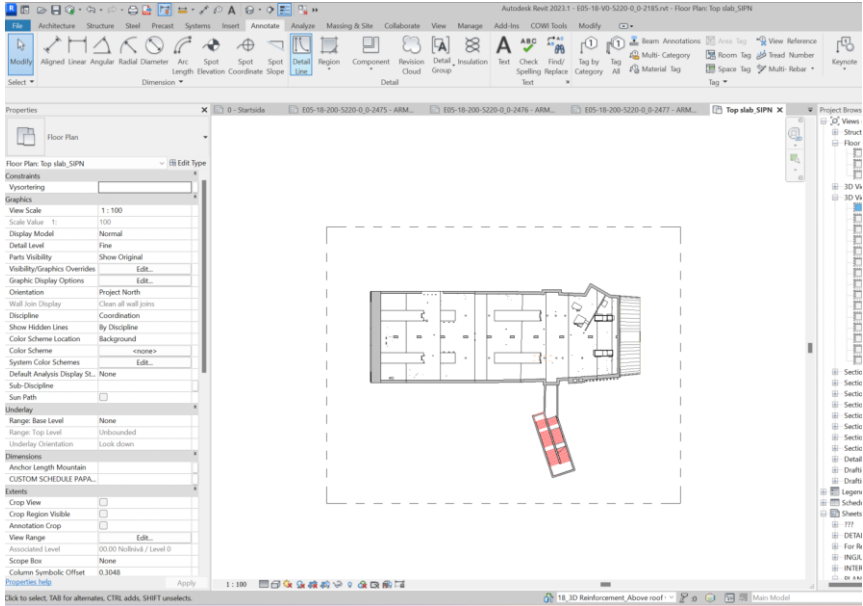 Autodesk Revit 2023.1 - E05-18-V0-S220-0_0-2185.rvt - Floor Plan: Top slab_SIPN
File Architecture Structure Steel Precast Systems Insert Annotate Analyze Massing & Site Collaborate View Manage Add-Ins COWI Tools Modify
Modify Aligned Linear Angular Radial Diameter Arc Length Spot Elevation Spot Coordinate Spot Slope Detail Line Region Component Revision Cloud Detail Group Insulation Text Check Spelling Find/ Replace Tag by Category Tag All Beam Annotations Multi- Category Material Tag Area Tag Room Tag Space Tag View Reference Tread Number Multi- Rebar Keynote
Select Dimension Detail Text Tag
Properties
0 - Startsida E05-18-200-S220-0_0-2475 - ARM... E05-18-200-S220-0_0-2476 - ARM... E05-18-200-S220-0_0-2477 - ARM... Top slab_SIPN
Floor Plan
Floor Plan: Top slab_SIPN Edit Type
Constraints
Vysortering
Graphics
View Scale 1 : 100
Scale Value 1: 100
Display Model Normal
Detail Level Fine
Parts Visibility Show Original
Visibility/Graphics Overrides Edit...
Graphic Display Options Edit...
Orientation Project North
Wall Join Display Clean all wall joins
Discipline Coordination
Show Hidden Lines By Discipline
Color Scheme Location Background
Color Scheme <none>
System Color Schemes Edit...
Default Analysis Display St... None
Sub-Discipline
Sun Path
Underlay
Range: Base Level None
Range: Top Level Unbounded
Underlay Orientation Look down
Dimensions
Anchor Length Mountain
CUSTOM SCHEDULE PAPA...
Extents
Crop View
Crop Region Visible
Annotation Crop
View Range Edit...
Associated Level 00.00 Nollnivå / Level 0
Scope Box None
Column Symbolic Offset 0.3048
Properties help Apply
1 : 100
Project Brows
Views
Struct
Floor
3D Vi
3D Vi
Sectio
Sectio
Sectio
Sectio
Sectio
Sectio
Sectio
Detail
Drafti
Drafti
Legen
Sched
Sheets
???
DETA
For Re
INGJU
INTER
PLAN
Click to select, TAB for alternates, CTRL adds, SHIFT unselects.
18_3D Reinforcement_Above roof :0 Main Model